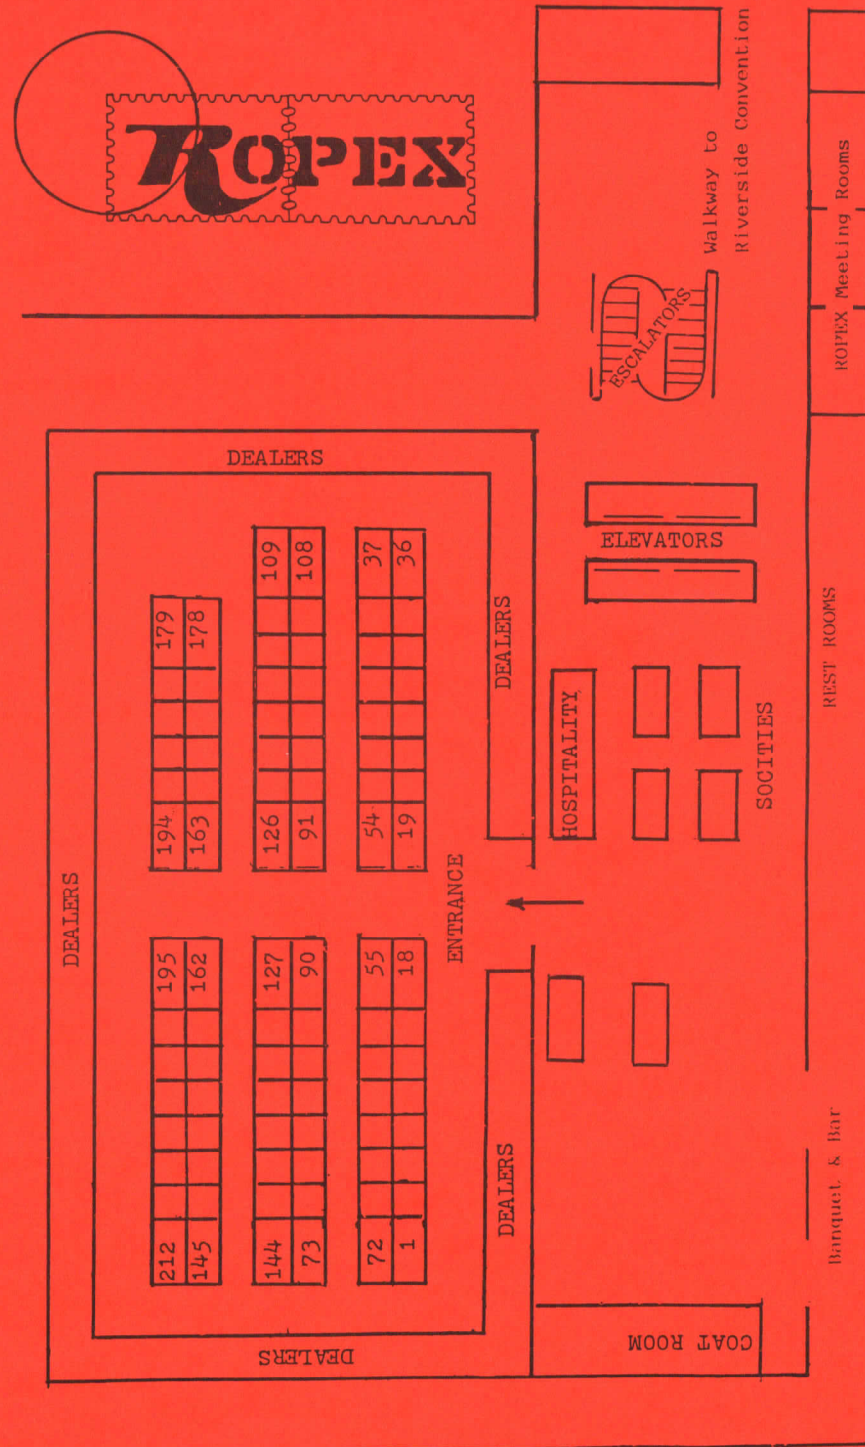 ROPEX
Walkway to
Riverside Convention
ROPEX Meeting Rooms
ESCALATORS
DEALERS
DEALERS
DEALERS
DEALERS
DEALERS
212 195 194 179
145 162 163 178
144 127 126 109
73 90 91 108
72 55 54 37
1 18 19 36
ENTRANCE
HOSPITALITY
ELEVATORS
SOCITIES
REST ROOMS
COAT ROOM
Banquet & Bar